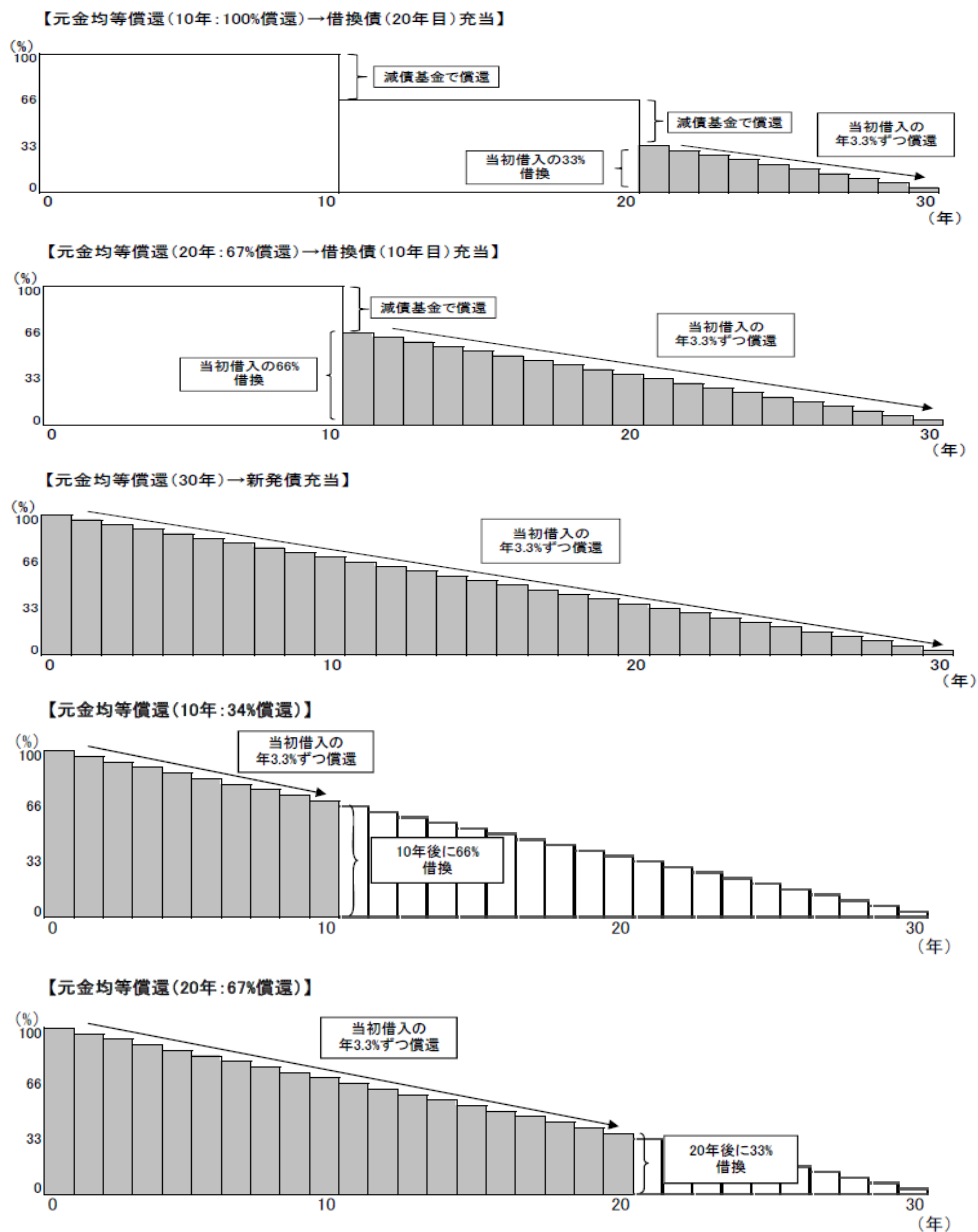 【元金均等償還(10年:100%償還)→借換債(20年目)充当】
(%)
100
減債基金で償還
66
減債基金で償還
当初借入の
年3.3%ずつ償還
33
当初借入の33%
借換
0
0
10
20
30
(年)
【元金均等償還(20年:67%償還)→借換債(10年目)充当】
(%)
100
減債基金で償還
66
当初借入の
年3.3%ずつ償還
当初借入の66%
借換
33
0
0
10
20
30
(年)
【元金均等償還(30年)→新発債充当】
(%)
100
当初借入の
年3.3%ずつ償還
66
33
0
0
10
20
30
(年)
【元金均等償還(10年:34%償還)】
(%)
100
当初借入の
年3.3%ずつ償還
66
10年後に66%
借換
33
0
0
10
20
30
(年)
【元金均等償還(20年:67%償還)】
(%)
100
当初借入の
年3.3%ずつ償還
66
33
20年後に33%
借換
0
0
10
20
30
(年)